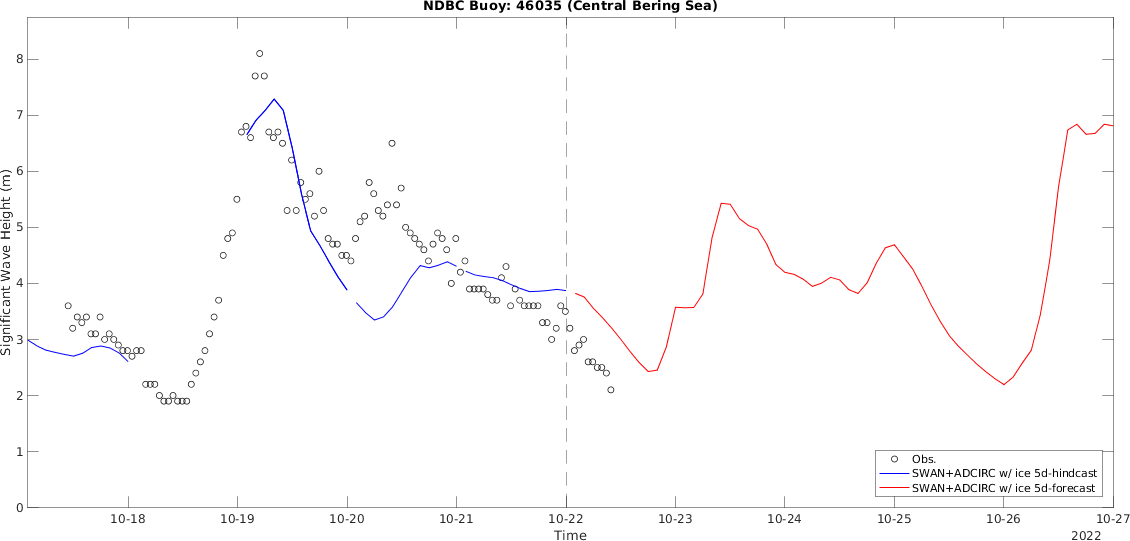 NDBC Buoy: 46035 (Central Bering Sea)
Significant Wave Height (m)
8
7
6
5
4
3
2
1
0
Obs.
SWAN+ADCIRC w/ ice 5d-hindcast
SWAN+ADCIRC w/ ice 5d-forecast
10-18 10-19 10-20 10-21 10-22 10-23 10-24 10-25 10-26 10-27
Time
2022